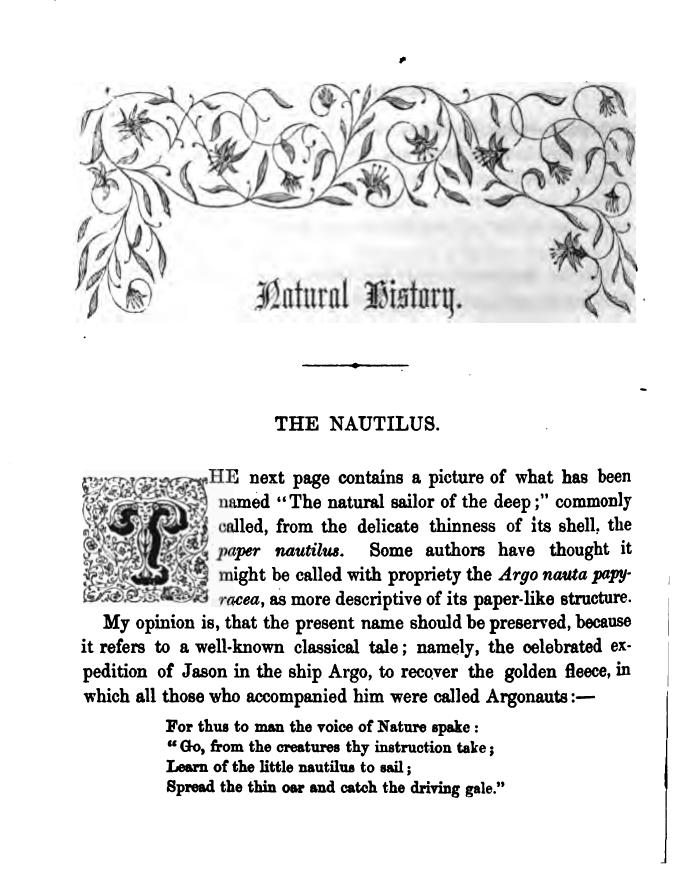 Natural History.
THE NAUTILUS.
THE next page contains a picture of what has been
named "The natural sailor of the deep;" commonly
called, from the delicate thinness of its shell, the
paper nautilus. Some authors have thought it
might be called with propriety the Argo nauta papy-
racea, as more descriptive of its paper-like structure.
My opinion is, that the present name should be preserved, because
it refers to a well-known classical tale; namely, the celebrated ex-
pedition of Jason in the ship Argo, to recover the golden fleece, in
which all those who accompanied him were called Argonauts:—
For thus to man the voice of Nature spake:
"Go, from the creatures thy instruction take;
Learn of the little nautilus to sail;
Spread the thin oar and catch the driving gale."